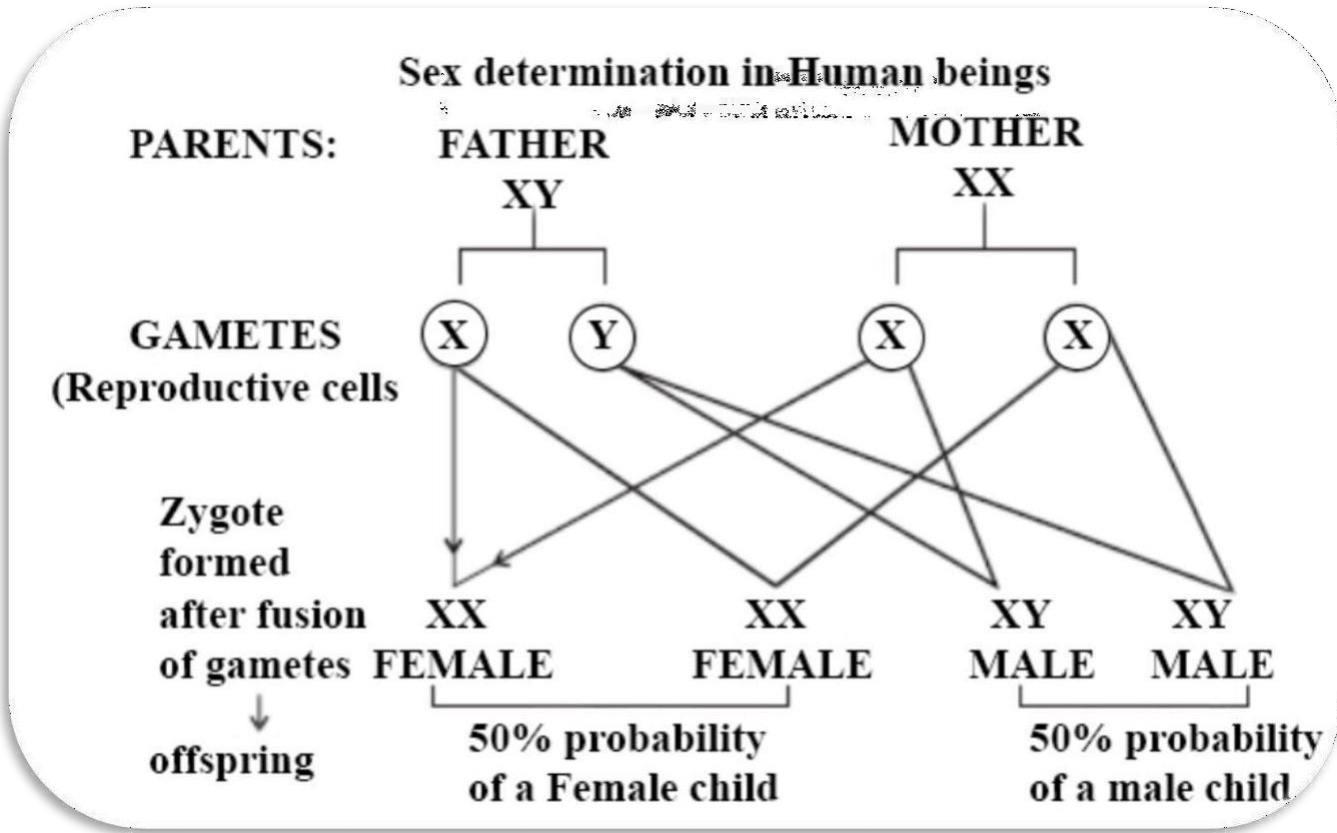 Sex determination in Human beings
PARENTS:
FATHER
MOTHER
XY
XX
GAMETES
(Reproductive cells
X
Y
X
X
Zygote
formed
after fusion
of gametes
offspring
XX
FEMALE
XX
FEMALE
XY
MALE
XY
MALE
50% probability
of a Female child
50% probability
of a male child